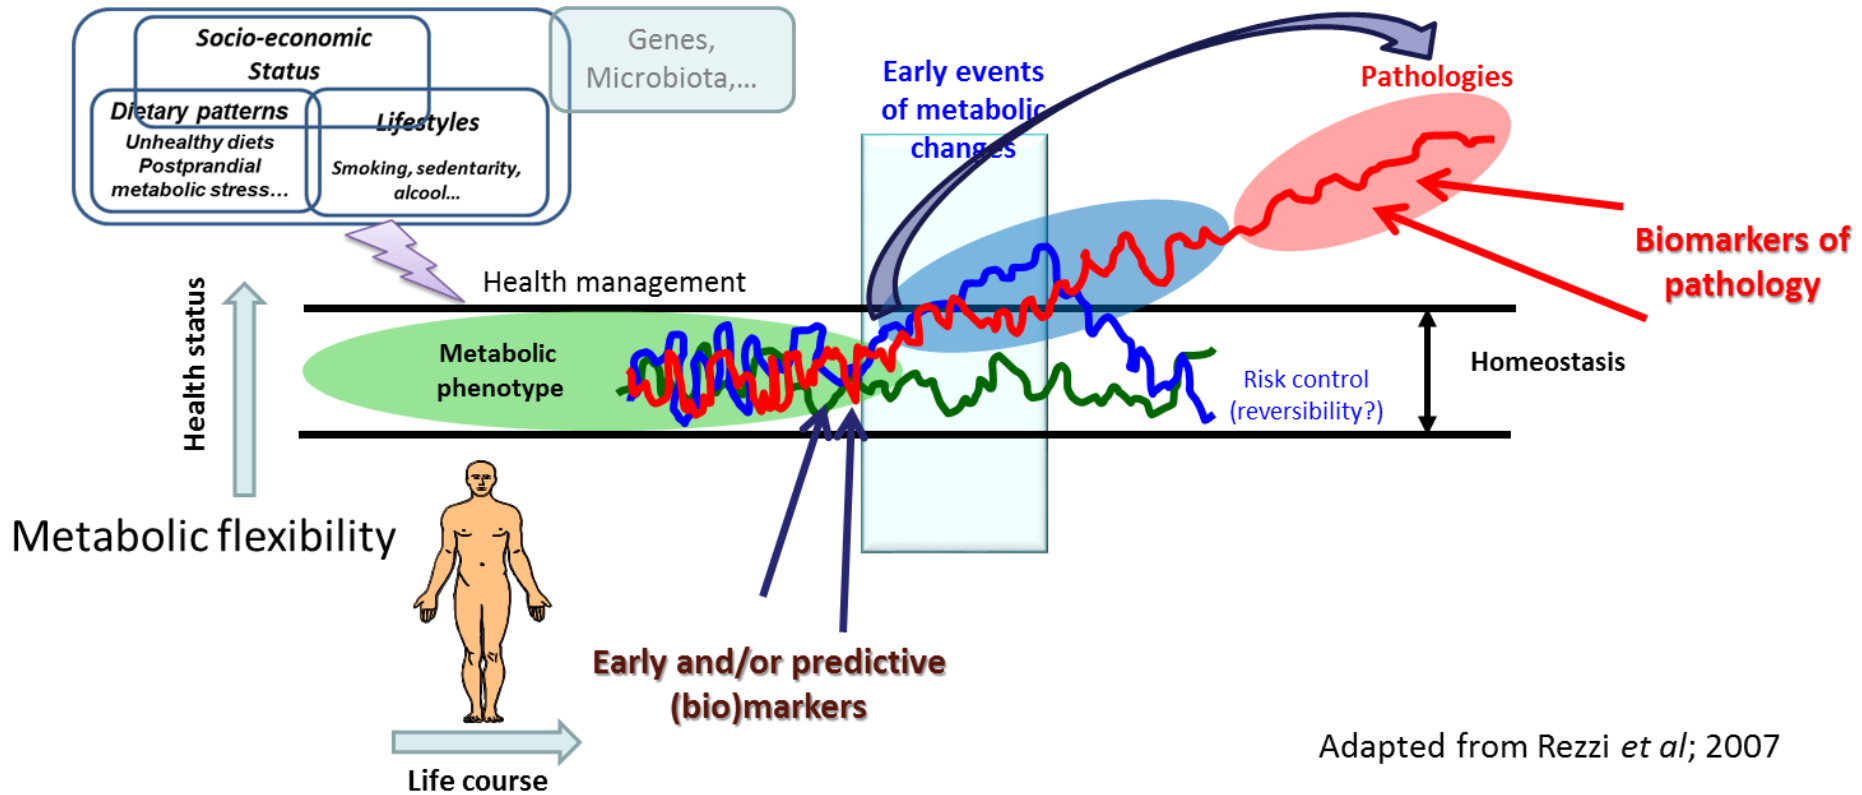 Socio-economic
Status
Dietary patterns
Unhealthy diets
Postprandial
metabolic stress...
Lifestyles
Smoking, sedentarity,
alcool...
Genes,
Microbiota,...
Early events
of metabolic
changes
Pathologies
Biomarkers of
pathology
Health management
Health status
Metabolic
phenotype
Homeostasis
Risk control
(reversibility?)
Metabolic flexibility
Early and/or predictive
(bio)markers
Life course
Adapted from Rezzi et al; 2007